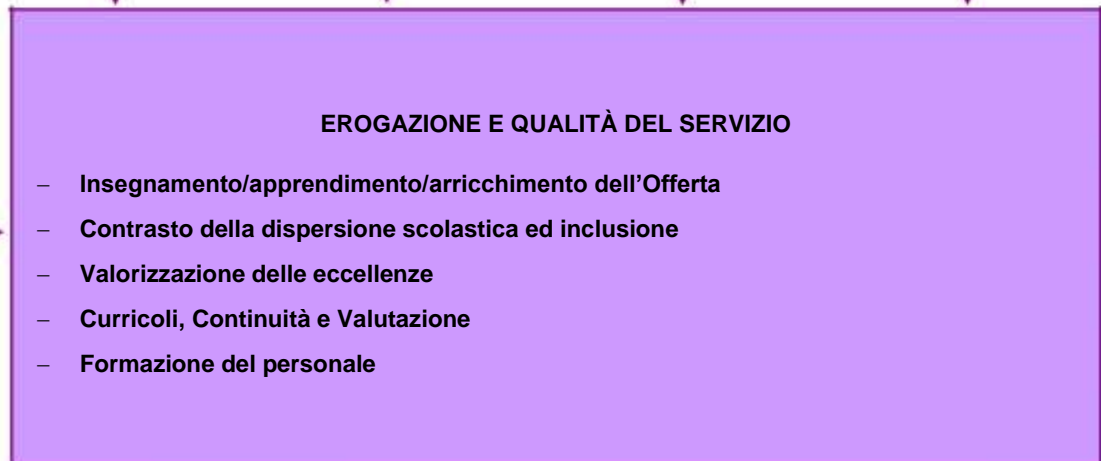 EROGAZIONE E QUALITÀ DEL SERVIZIO
– Insegnamento/apprendimento/arricchimento dell’Offerta
– Contrasto della dispersione scolastica ed inclusione
– Valorizzazione delle eccellenze
– Curricoli, Continuità e Valutazione
– Formazione del personale